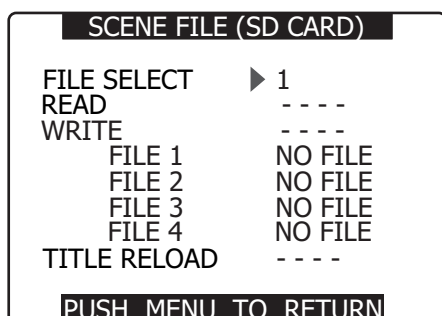 SCENE FILE (SD CARD)
FILE SELECT ▶ 1
READ - - - -
WRITE - - - -
FILE 1 NO FILE
FILE 2 NO FILE
FILE 3 NO FILE
FILE 4 NO FILE
TITLE RELOAD - - - -
PUSH MENU TO RETURN